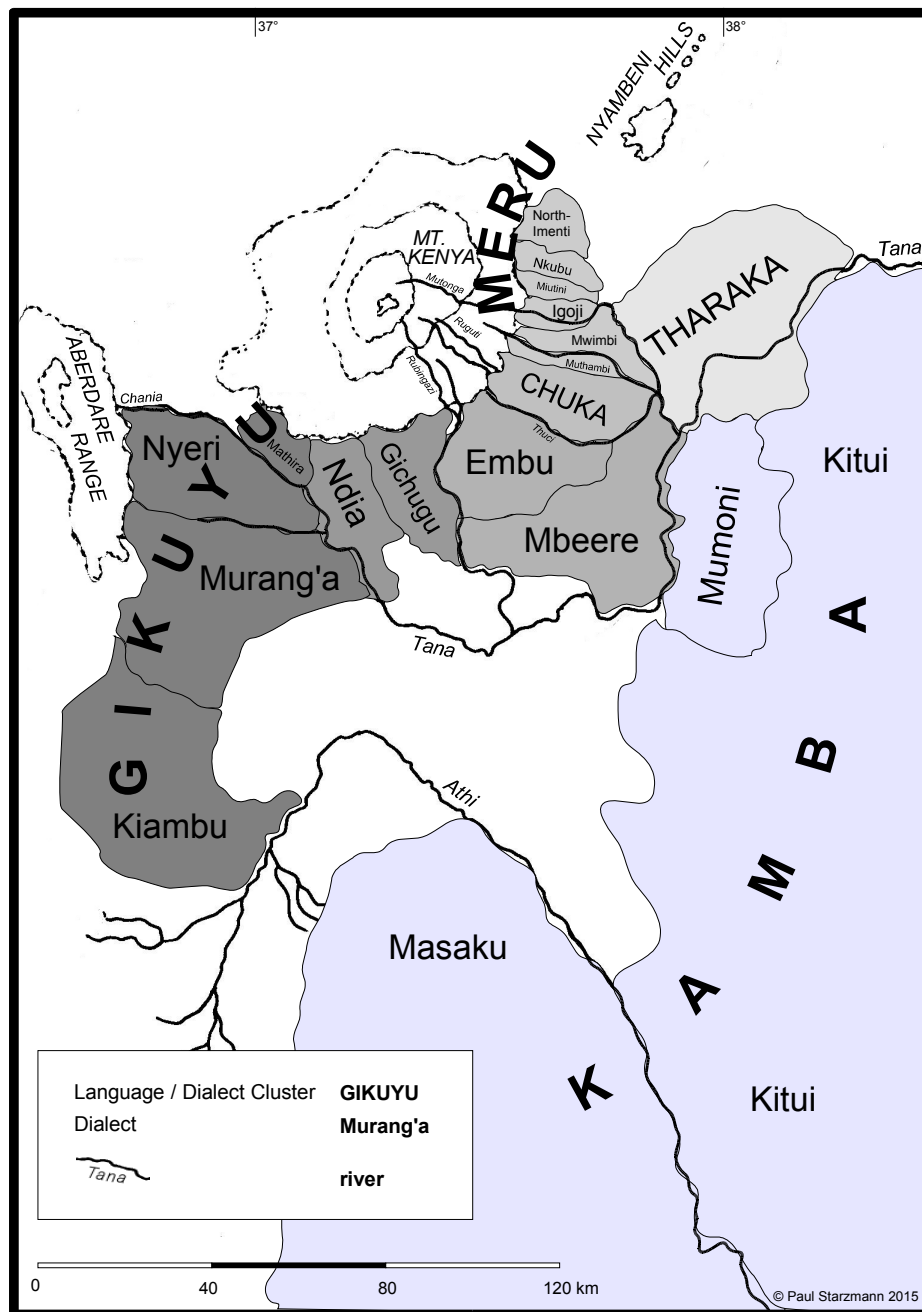 37°
38°
NYAMBENI
HILLS
MERU
North-
Imenti
MT.
KENYA
Nkubu
Mutonga
Miutini
Tana
THARAKA
Igoji
Ruguti
Mwimbi
Rubingazi
Muthambi
ABERDARE
RANGE
Chania
CHUKA
GIKUYU
Nyeri
Mathira
Ndia
Gichugu
Thuci
Embu
Kitui
Mumoni
Mbeere
Murang'a
Tana
KAMBA
Athi
Kiambu
Masaku
Kitui
Language / Dialect Cluster GIKUYU
Dialect Murang'a
Tana river
0 40 80 120 km
© Paul Starzmann 2015